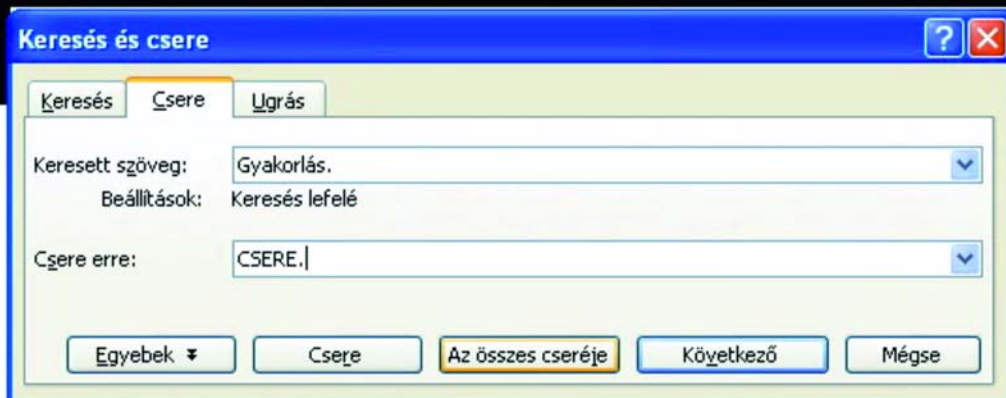 Keresés és csere
Keresés Csere Ugrás
Keresett szöveg: Gyakorlás.
Beállítások: Keresés lefelé
Csere erre: CSERE.
Egyebek Csere Az összes cseréje Következő Mégse